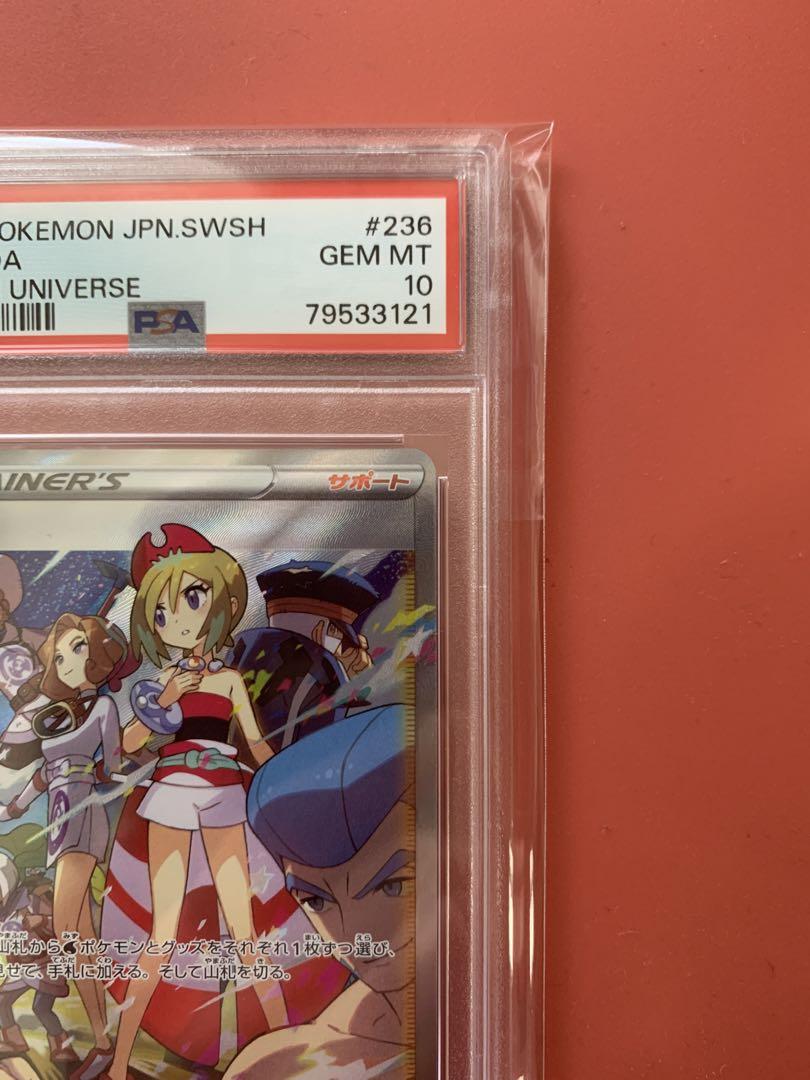 OKEMON JPN.SWSH #236
DA GEM MT
UNIVERSE 10
PSA 79533121
AINER'S サポート
山札から ポケモンとグッズをそれぞれ1枚ずつ選び、
見せて、手札に加える。そして山札を切る。